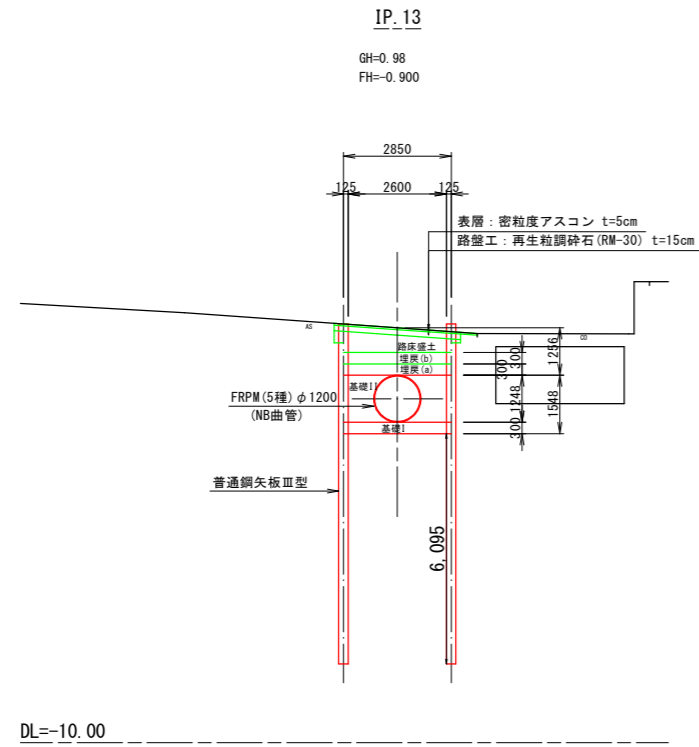 IP.13
GH=0.98
FH=-0.900
2850
125
2600
125
表層：密粒度アスコン t=5cm
路盤工：再生粒調砕石(RM-30) t=15cm
AS
CO
路床盛土
埋戻(b)
埋戻(a)
300
300
1256
基礎II
FRPM(5種)φ1200
(NB曲管)
1248
1548
基礎I
300
普通鋼矢板Ⅲ型
6,095
DL=-10.00